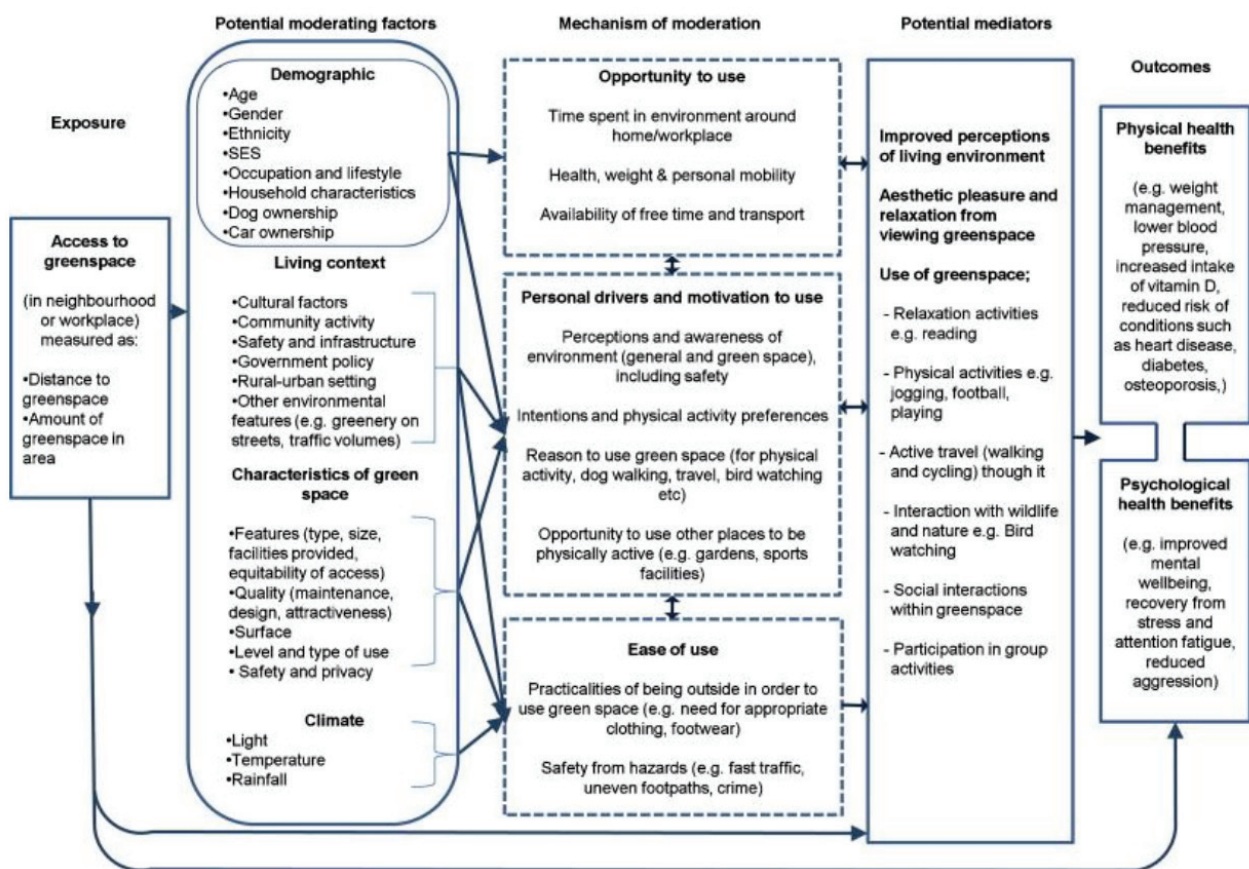 Potential moderating factors
Mechanism of moderation
Potential mediators
Outcomes
Exposure
Access to
greenspace
(in neighbourhood
or workplace)
measured as:
•Distance to
greenspace
•Amount of
greenspace in
area
Demographic
•Age
•Gender
•Ethnicity
•SES
•Occupation and lifestyle
•Household characteristics
•Dog ownership
•Car ownership
Living context
•Cultural factors
•Community activity
•Safety and infrastructure
•Government policy
•Rural-urban setting
•Other environmental
features (e.g. greenery on
streets, traffic volumes)
Characteristics of green
space
•Features (type, size,
facilities provided,
equitability of access)
•Quality (maintenance,
design, attractiveness)
•Surface
•Level and type of use
• Safety and privacy
Climate
•Light
•Temperature
•Rainfall
Opportunity to use
Time spent in environment around
home/workplace
Health, weight & personal mobility
Availability of free time and transport
Personal drivers and motivation to use
Perceptions and awareness of
environment (general and green space),
including safety
Intentions and physical activity preferences
Reason to use green space (for physical
activity, dog walking, travel, bird watching
etc)
Opportunity to use other places to be
physically active (e.g. gardens, sports
facilities)
Ease of use
Practicalities of being outside in order to
use green space (e.g. need for appropriate
clothing, footwear)
Safety from hazards (e.g. fast traffic,
uneven footpaths, crime)
Improved perceptions
of living environment
Aesthetic pleasure and
relaxation from
viewing greenspace
Use of greenspace;
- Relaxation activities
e.g. reading
- Physical activities e.g.
jogging, football,
playing
- Active travel (walking
and cycling) though it
- Interaction with wildlife
and nature e.g. Bird
watching
- Social interactions
within greenspace
- Participation in group
activities
Physical health
benefits
(e.g. weight
management,
lower blood
pressure,
increased intake
of vitamin D,
reduced risk of
conditions such
as heart disease,
diabetes,
osteoporosis,)
Psychological
health benefits
(e.g. improved
mental
wellbeing,
recovery from
stress and
attention fatigue,
reduced
aggression)